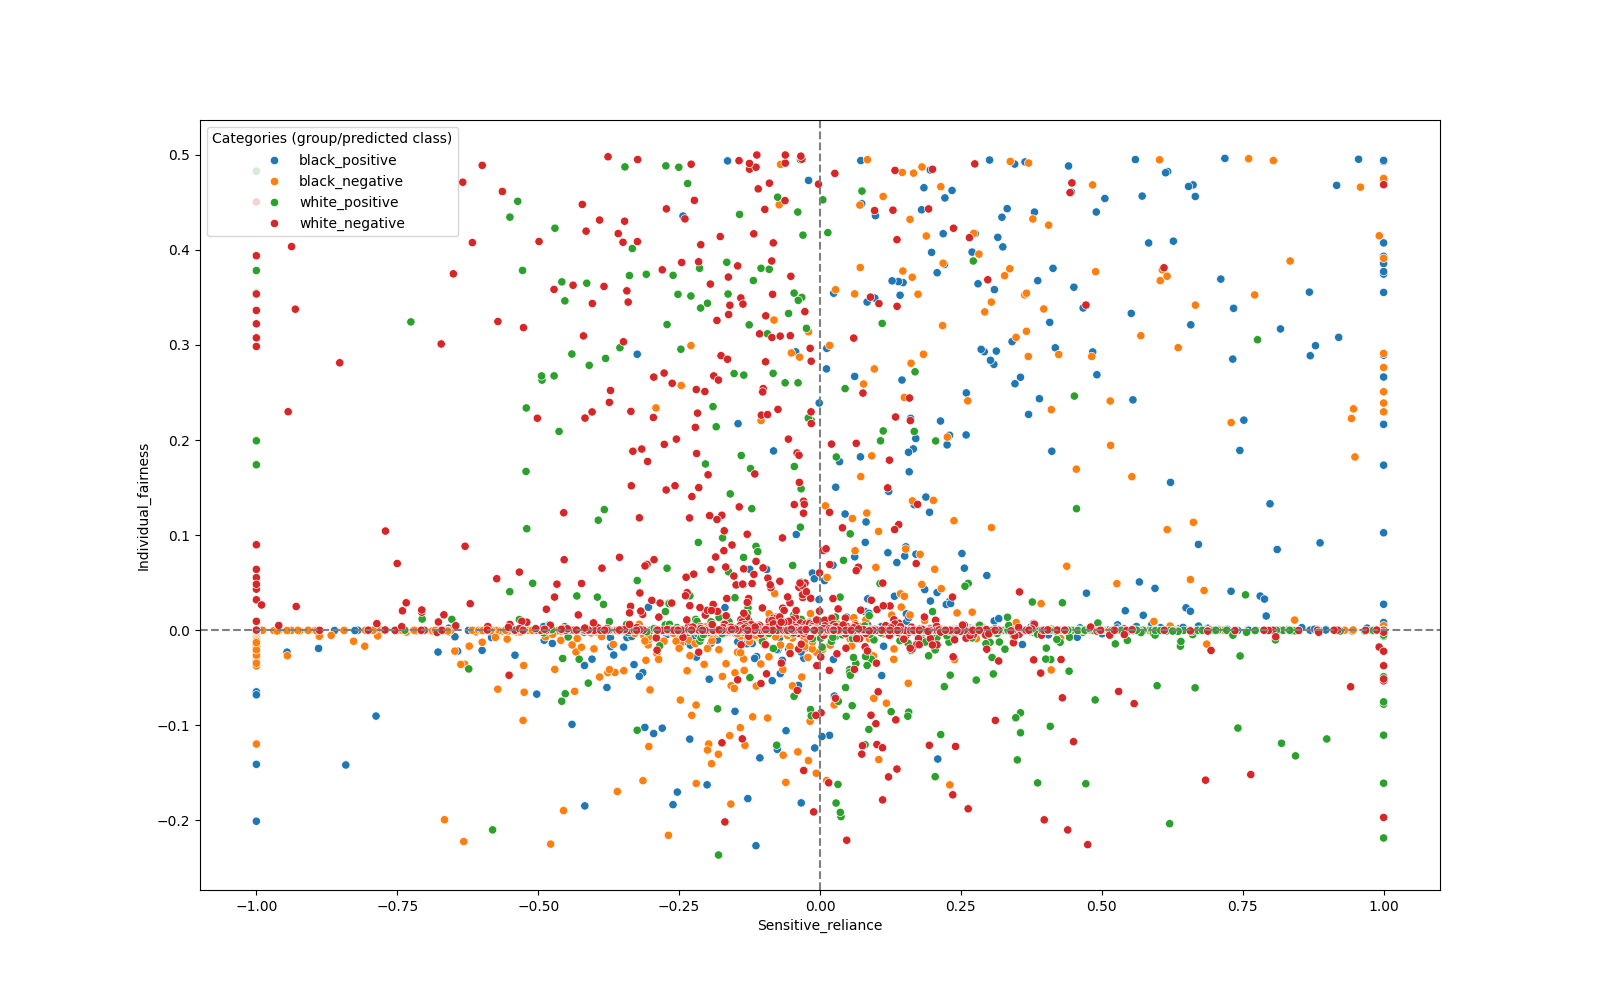 Categories (group/predicted class)
black_positive
black_negative
white_positive
white_negative
0.5
0.4
0.3
0.2
0.1
0.0
−0.1
−0.2
Individual_fairness
−1.00 −0.75 −0.50 −0.25 0.00 0.25 0.50 0.75 1.00
Sensitive_reliance